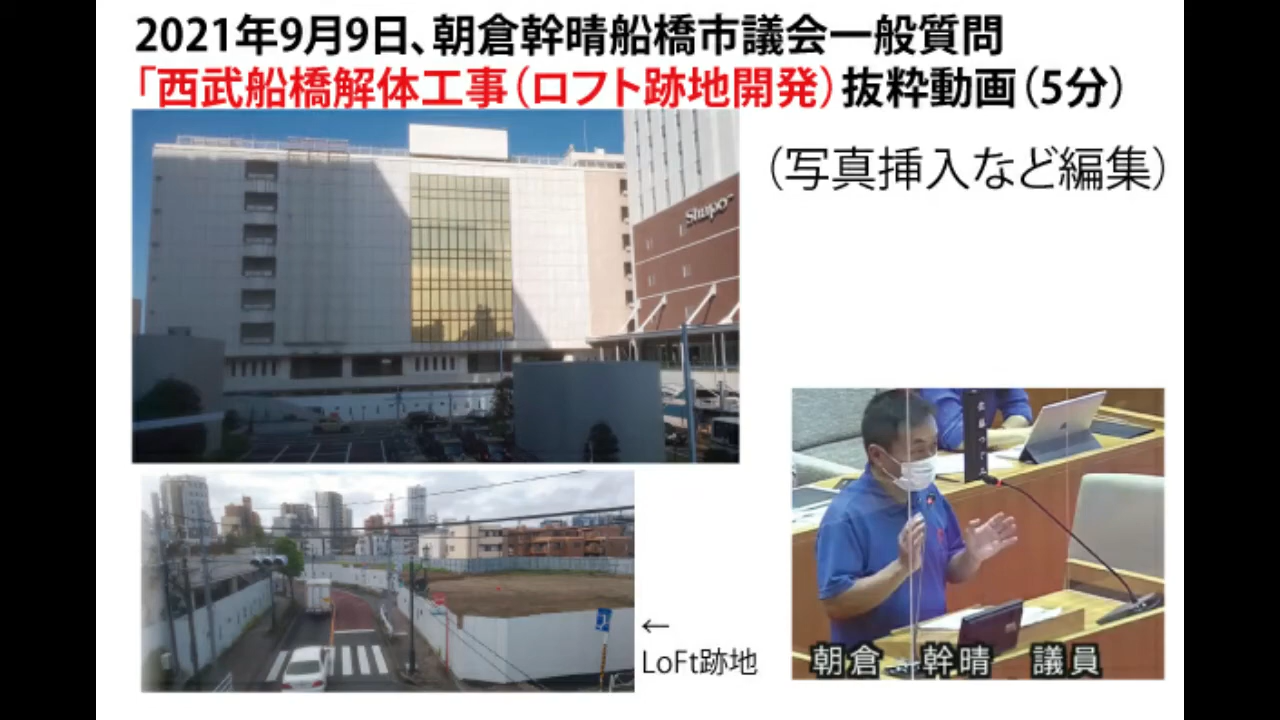 2021年9月9日、朝倉幹晴船橋市議会一般質問
「西武船橋解体工事（ロフト跡地開発）抜粋動画（5分）
（写真挿入など編集）
Shapo
←
LoFt跡地
朝倉 幹晴 議員